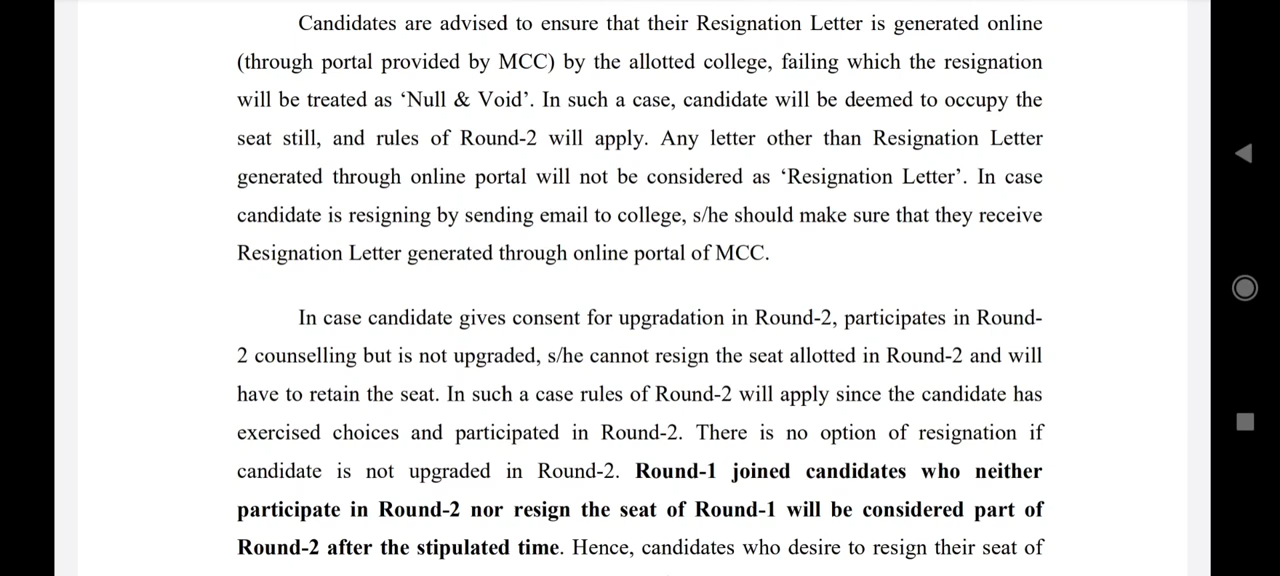 Candidates are advised to ensure that their Resignation Letter is generated online
(through portal provided by MCC) by the allotted college, failing which the resignation
will be treated as ‘Null & Void’. In such a case, candidate will be deemed to occupy the
seat still, and rules of Round-2 will apply. Any letter other than Resignation Letter
generated through online portal will not be considered as ‘Resignation Letter’. In case
candidate is resigning by sending email to college, s/he should make sure that they receive
Resignation Letter generated through online portal of MCC.
In case candidate gives consent for upgradation in Round-2, participates in Round-
2 counselling but is not upgraded, s/he cannot resign the seat allotted in Round-2 and will
have to retain the seat. In such a case rules of Round-2 will apply since the candidate has
exercised choices and participated in Round-2. There is no option of resignation if
candidate is not upgraded in Round-2. Round-1 joined candidates who neither
participate in Round-2 nor resign the seat of Round-1 will be considered part of
Round-2 after the stipulated time. Hence, candidates who desire to resign their seat of